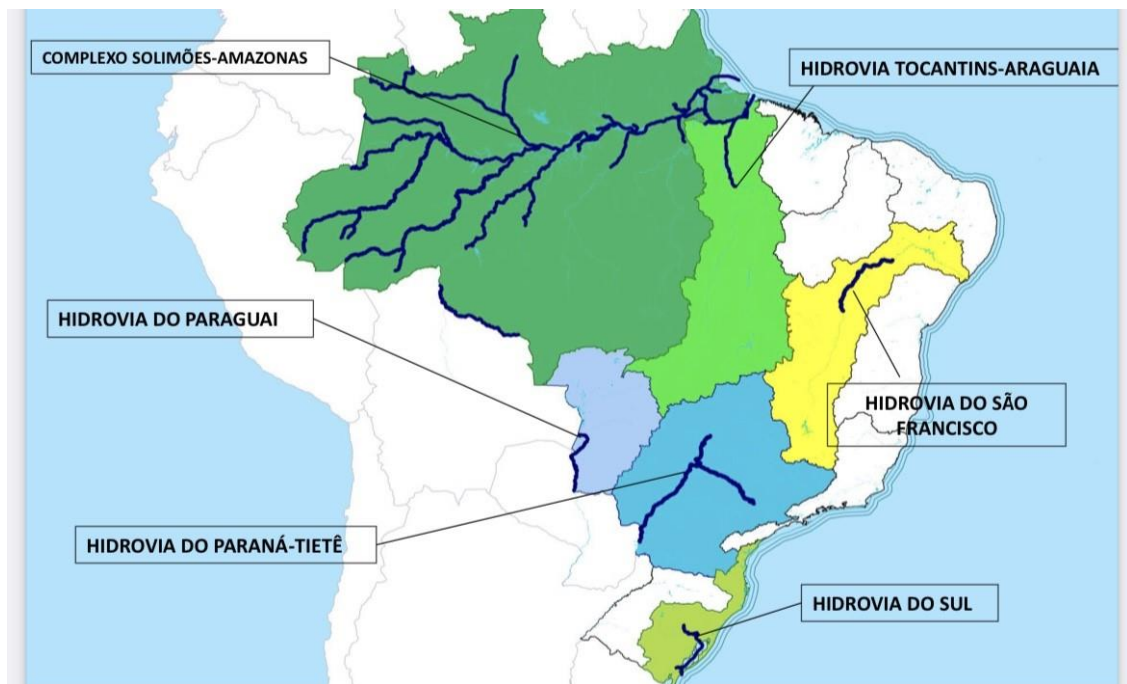 COMPLEXO SOLIMÕES-AMAZONAS
HIDROVIA TOCANTINS-ARAGUAIA
HIDROVIA DO PARAGUAI
HIDROVIA DO SÃO
FRANCISCO
HIDROVIA DO PARANÁ-TIETÊ
HIDROVIA DO SUL